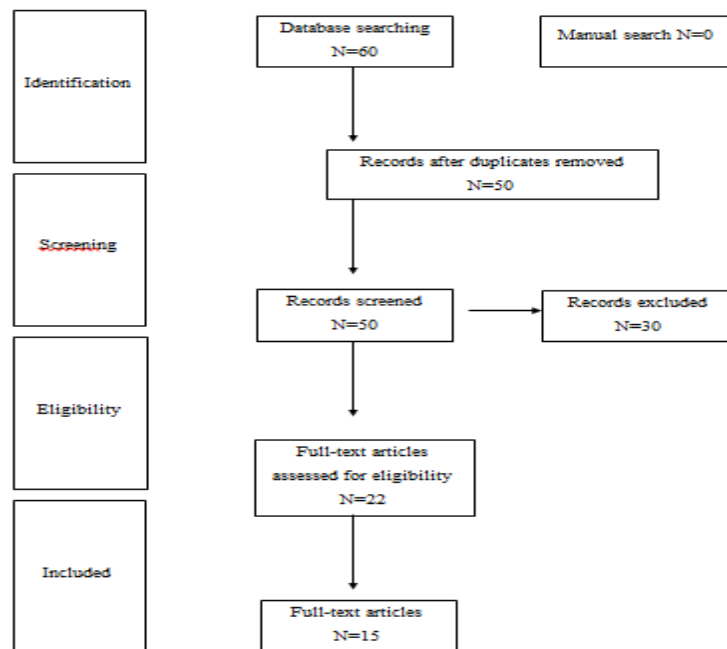 Identification
Database searching
N=60
Manual search N=0
Records after duplicates removed
N=50
Screening
Records screened
N=50
Records excluded
N=30
Eligibility
Full-text articles
assessed for eligibility
N=22
Included
Full-text articles
N=15